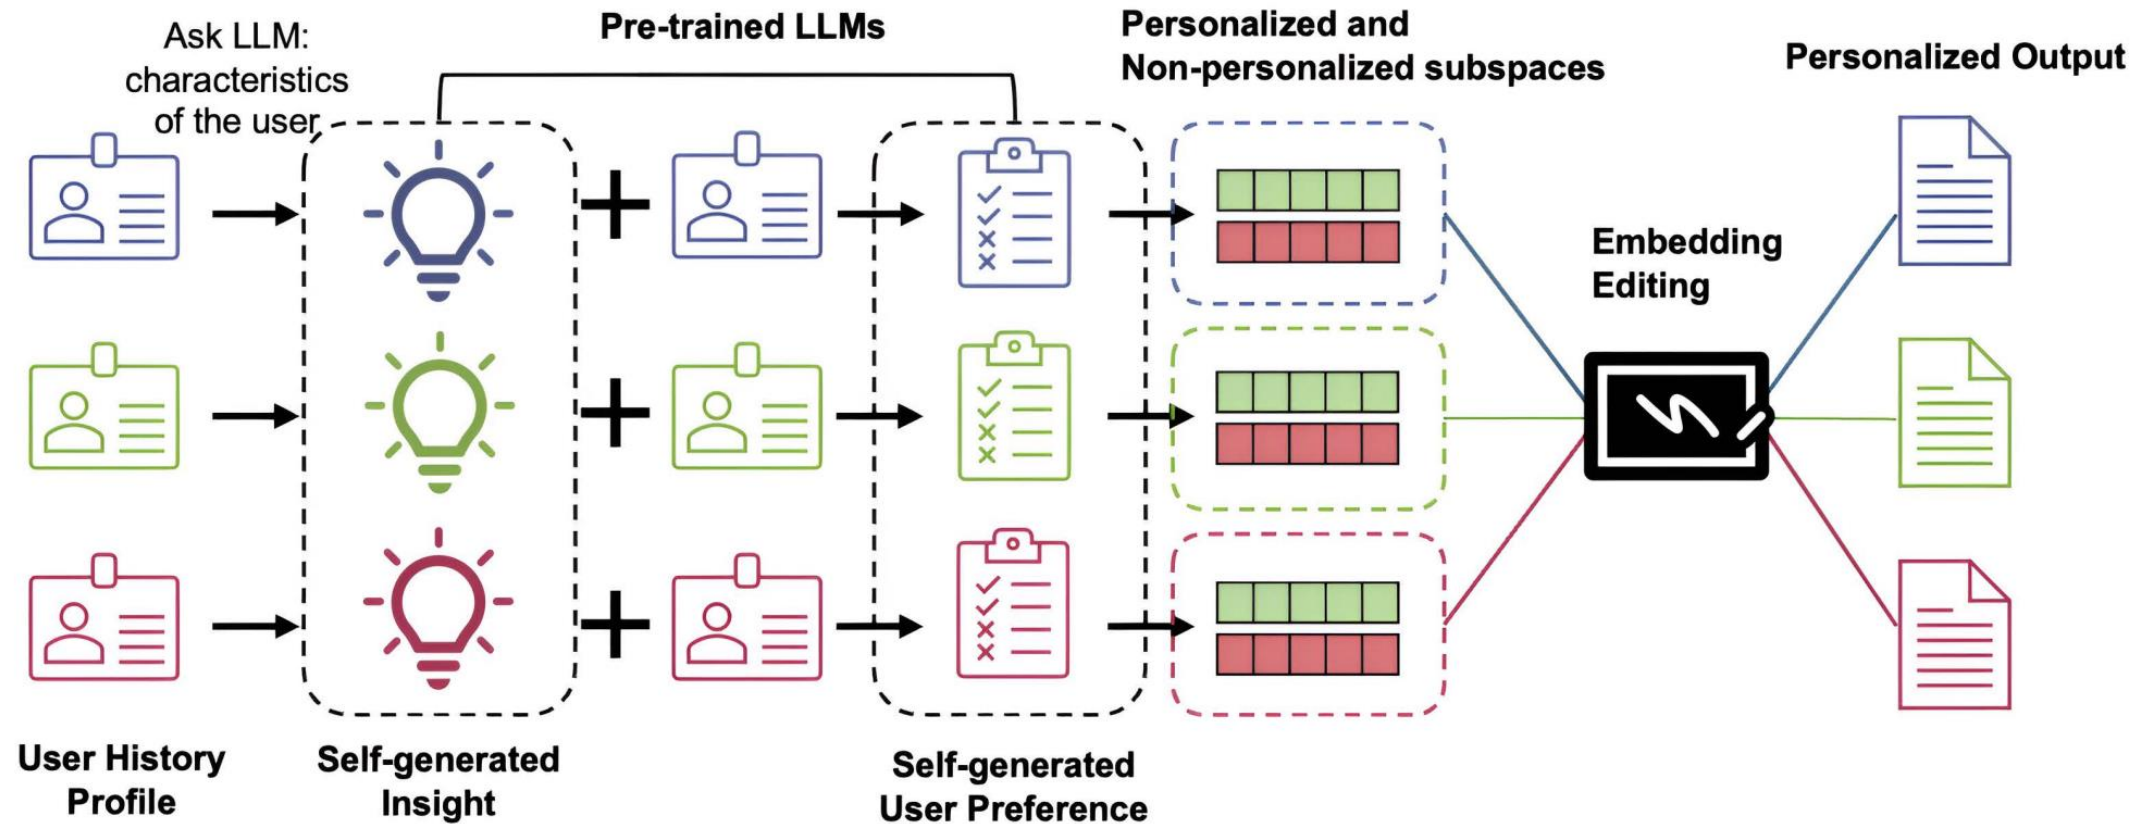 Ask LLM:
characteristics
of the user
Pre-trained LLMs
Personalized and
Non-personalized subspaces
Personalized Output
Embedding
Editing
User History
Profile
Self-generated
Insight
Self-generated
User Preference